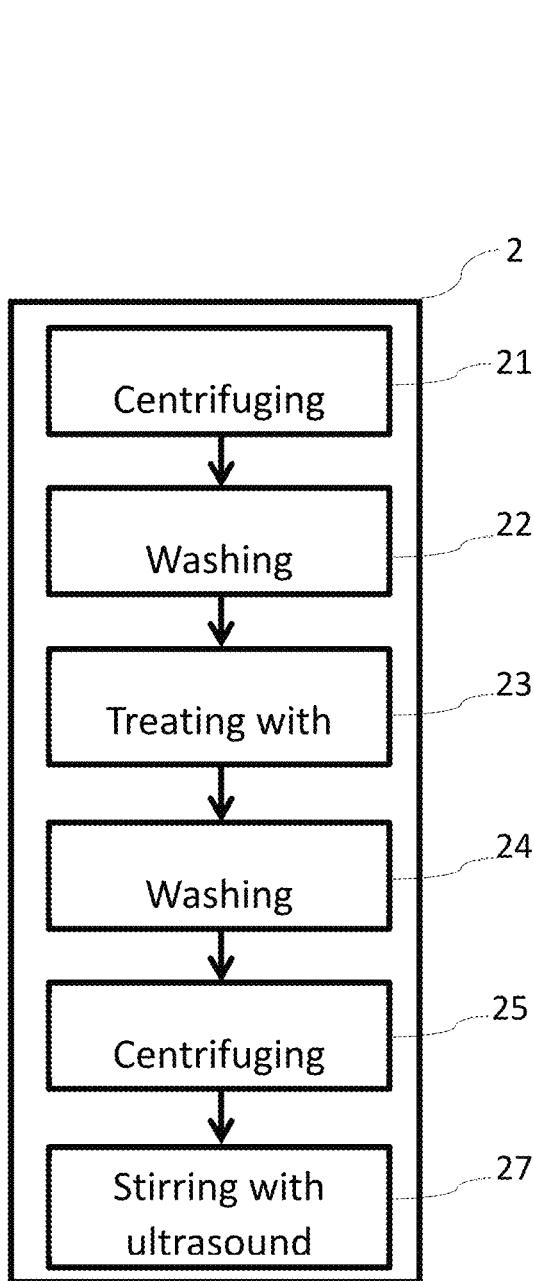 2
21
Centrifuging
22
Washing
23
Treating with
24
Washing
25
Centrifuging
27
Stirring with
ultrasound